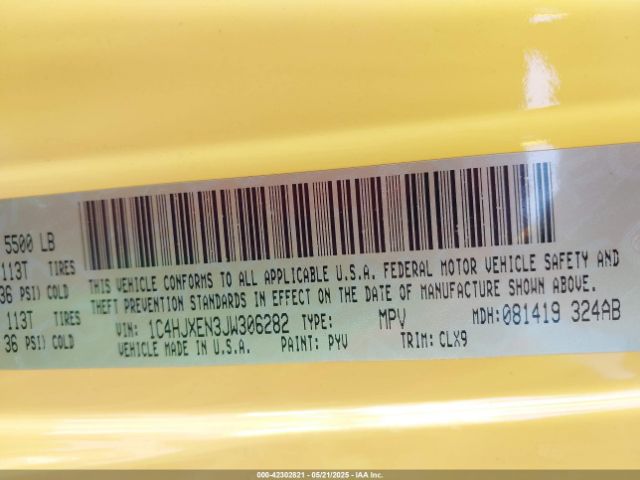 5500 LB
113T TIRES
36 PSI) COLD
113T TIRES
36 PSI) COLD
THIS VEHICLE CONFORMS TO ALL APPLICABLE U.S.A. FEDERAL MOTOR VEHICLE SAFETY AND
THEFT PREVENTION STANDARDS IN EFFECT ON THE DATE OF MANUFACTURE SHOWN ABOVE.
VIN: 1C4HJXEN3JW306282 TYPE: MPV MDH: 081419 324AB
VEHICLE MADE IN U.S.A. PAINT: PYV TRIM: CLX9
000-42302621 - 05/21/2025 - IAA Inc.